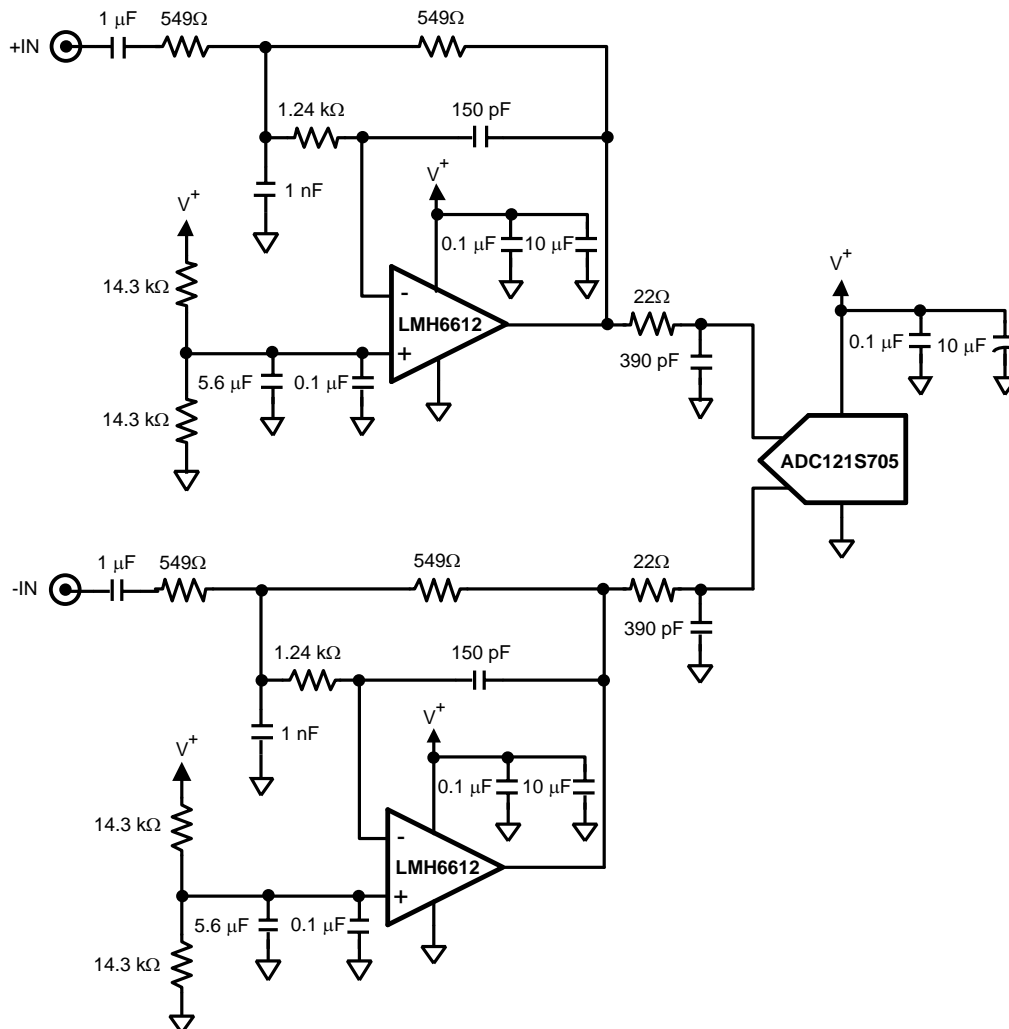 1 μF
549Ω
549Ω
+IN
1.24 kΩ
150 pF
1 nF
V+
V+
0.1 μF
10 μF
14.3 kΩ
-
LMH6612
+
22Ω
390 pF
5.6 μF
0.1 μF
14.3 kΩ
V+
0.1 μF
10 μF
ADC121S705
1 μF
549Ω
549Ω
22Ω
-IN
390 pF
1.24 kΩ
150 pF
1 nF
V+
V+
0.1 μF
10 μF
14.3 kΩ
-
LMH6612
+
5.6 μF
0.1 μF
14.3 kΩ